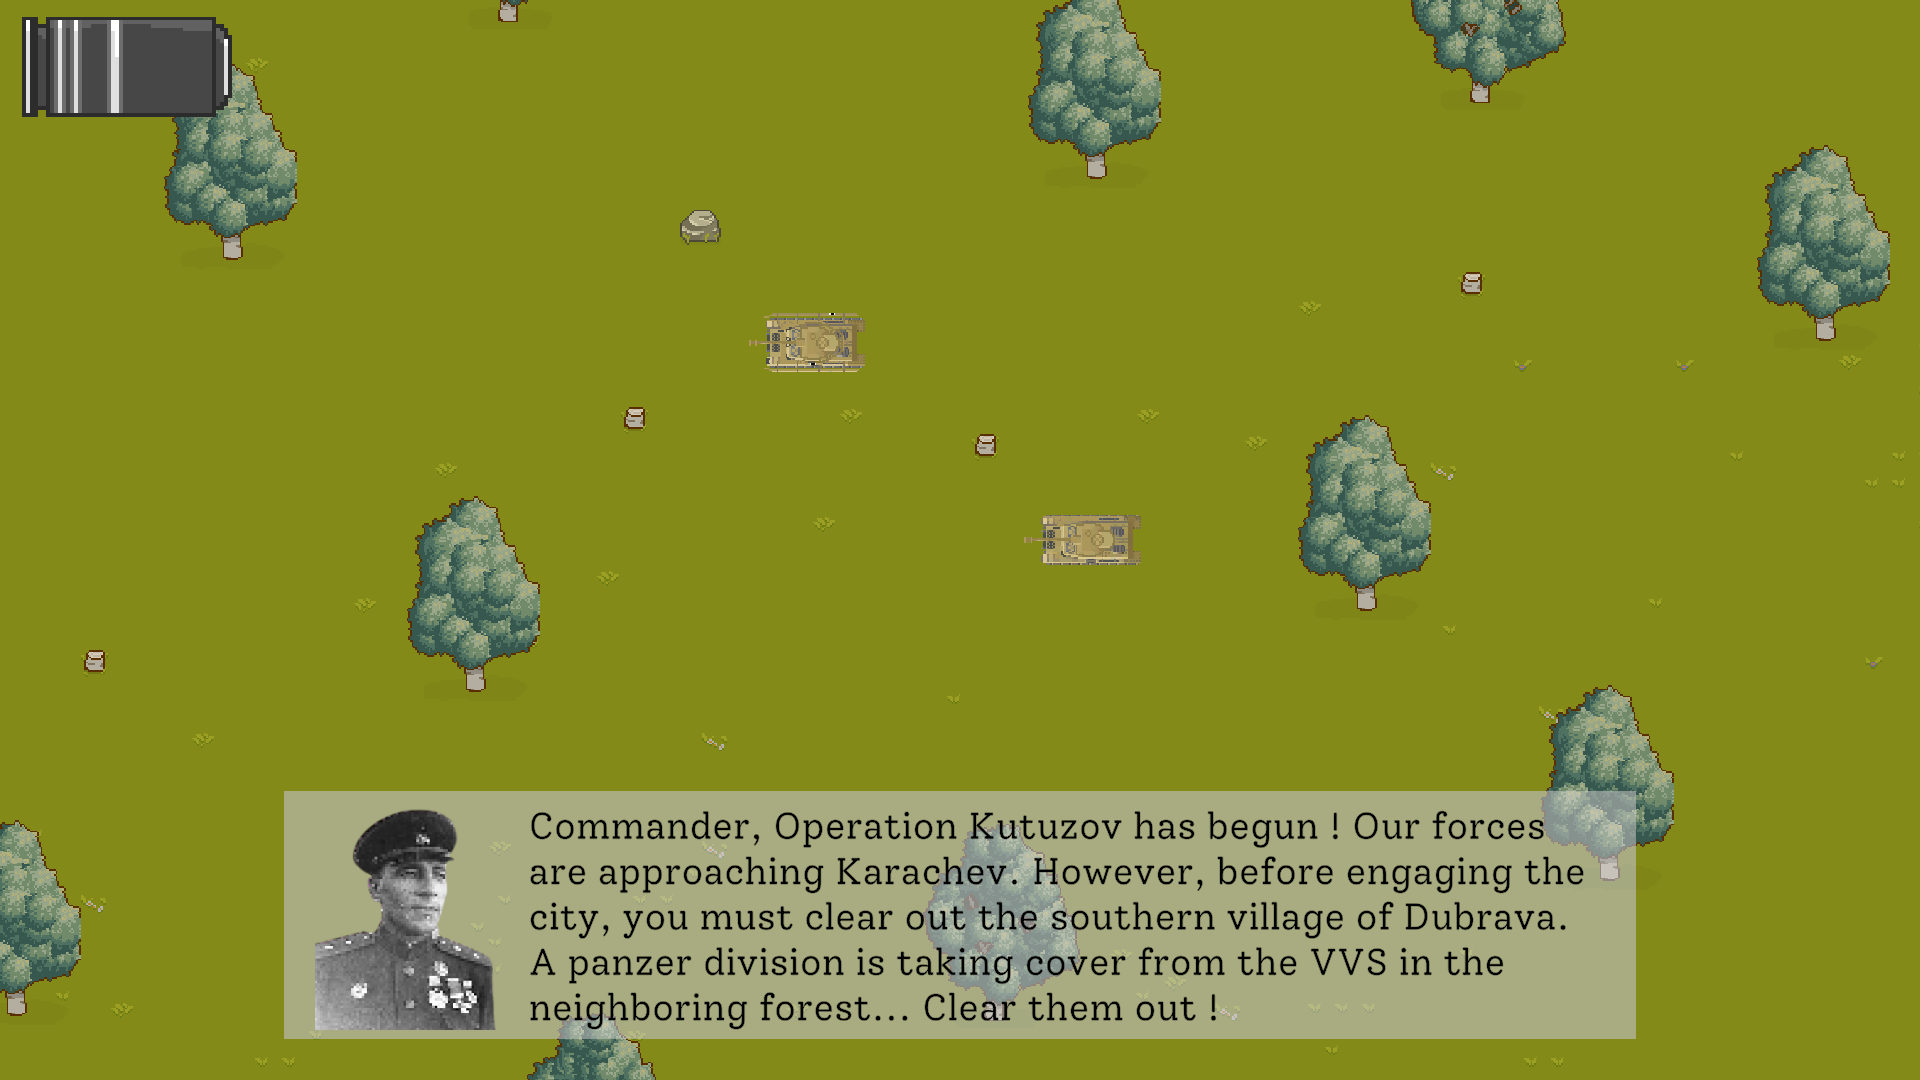 Commander, Operation Kutuzov has begun ! Our forces
are approaching Karachev. However, before engaging the
city, you must clear out the southern village of Dubrava.
A panzer division is taking cover from the VVS in the
neighboring forest... Clear them out !